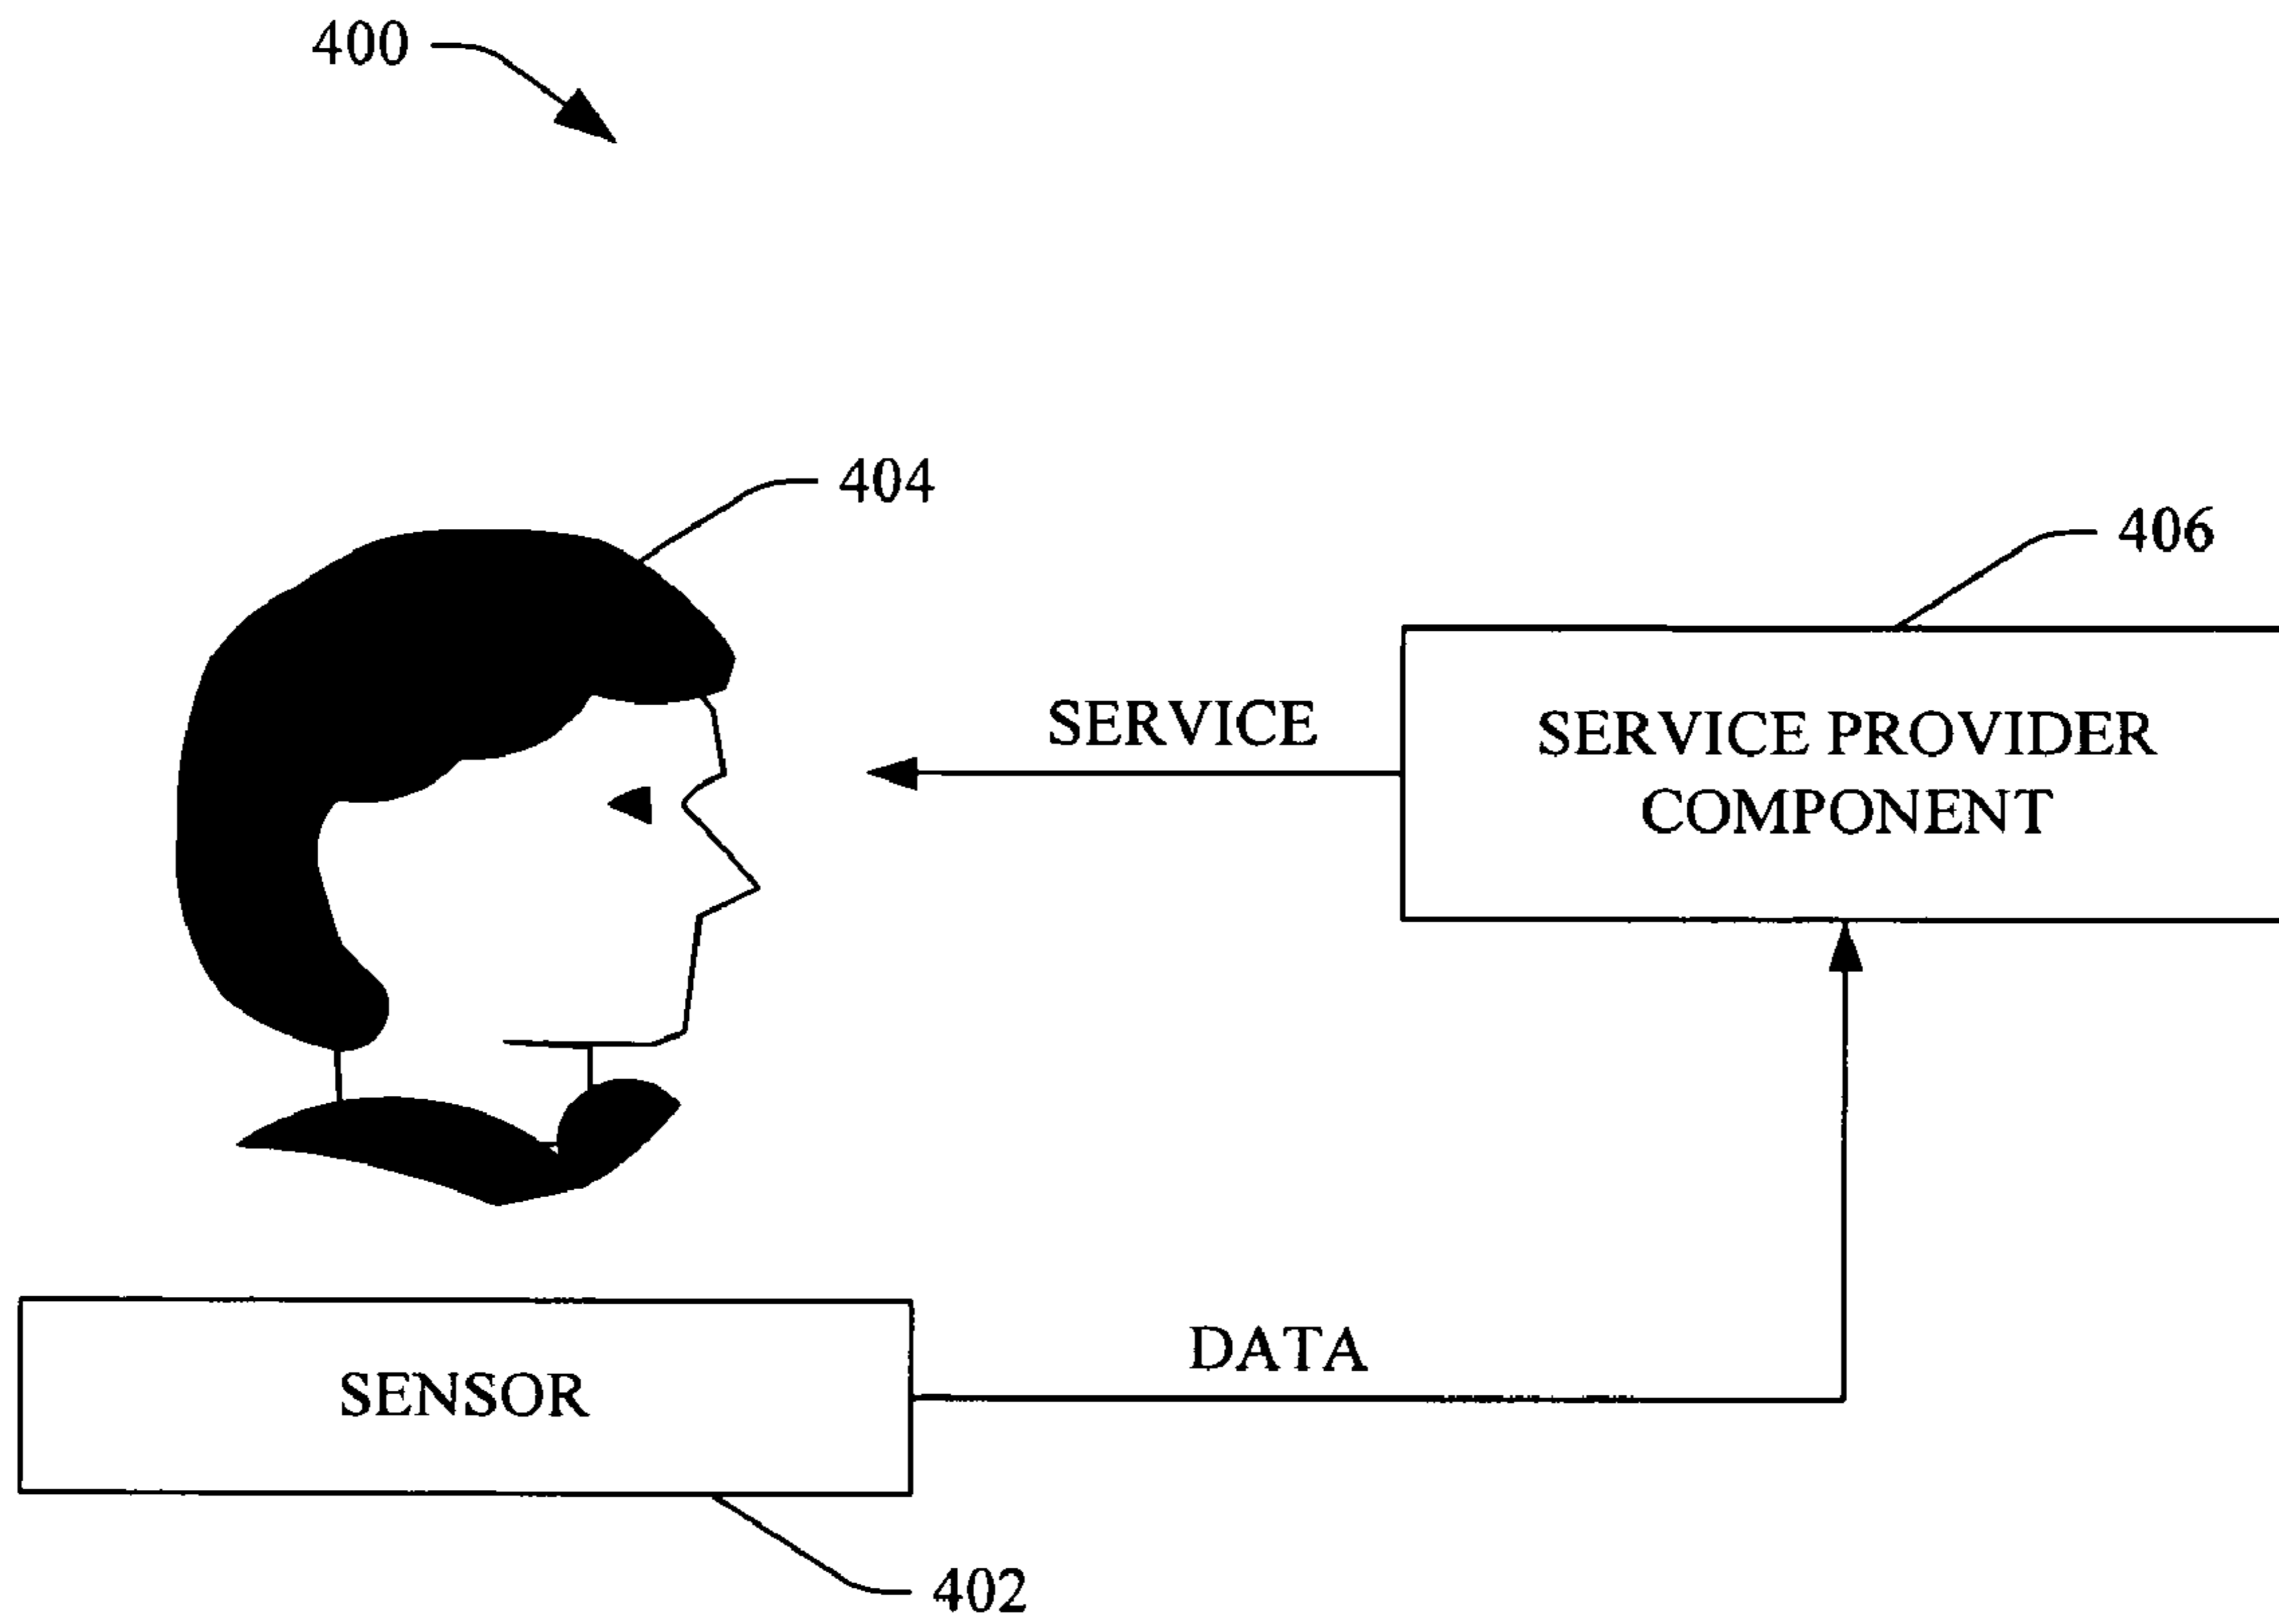 400
404
406
SERVICE
SERVICE PROVIDER
COMPONENT
DATA
SENSOR
402